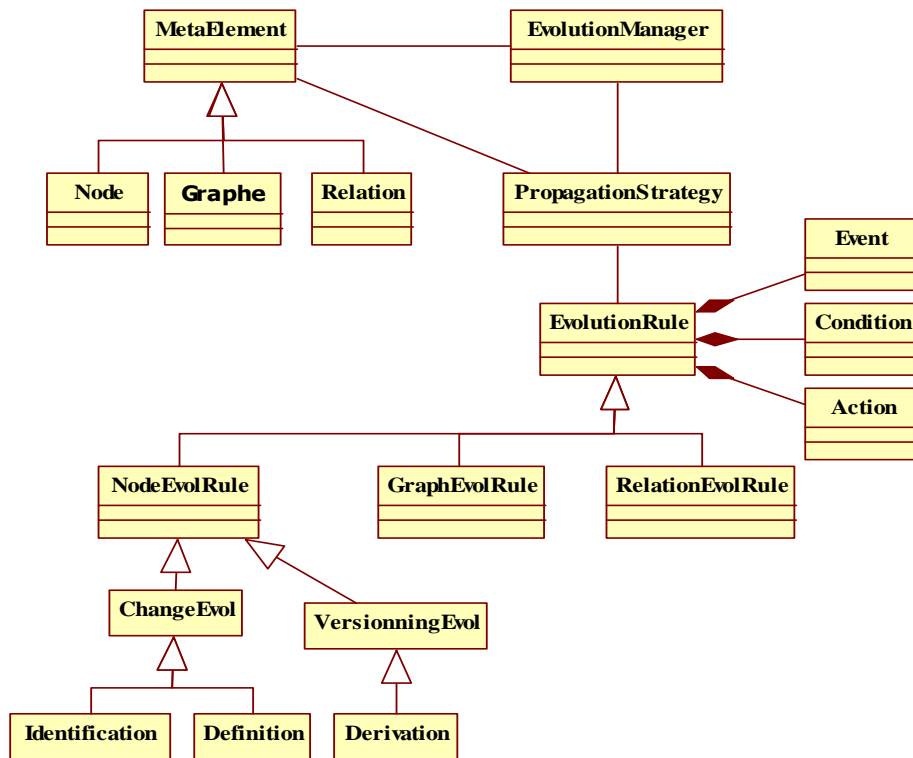 MetaElement
EvolutionManager
Node
Graphe
Relation
PropagationStrategy
Event
EvolutionRule
Condition
Action
NodeEvolRule
GraphEvolRule
RelationEvolRule
ChangeEvol
VersionningEvol
Identification
Definition
Derivation